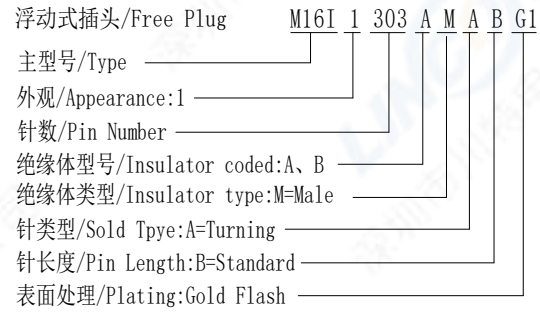 浮动式插头/Free Plug M16I 1 303 A M A B G1
主型号/Type
外观/Appearance:1
针数/Pin Number
绝缘体型号/Insulator coded:A、B
绝缘体类型/Insulator type:M=Male
针类型/Sold Tpye:A=Turning
针长度/Pin Length:B=Standard
表面处理/Plating:Gold Flash